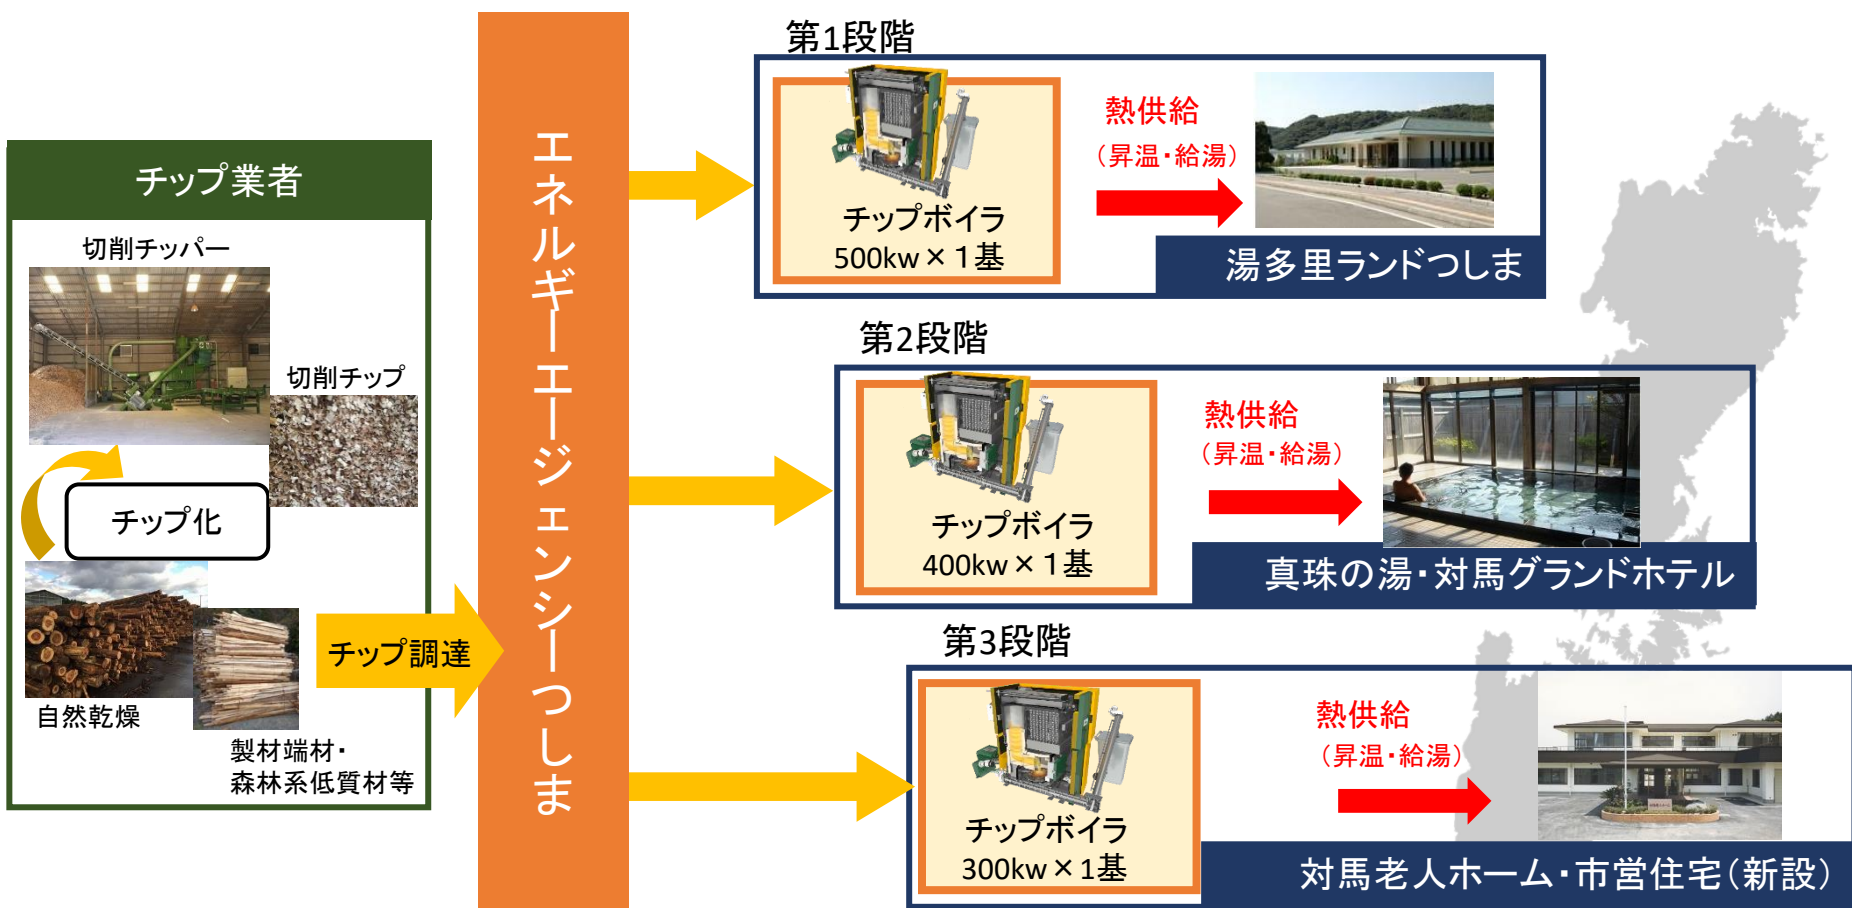 チップ業者
切削チッパー
切削チップ
チップ化
自然乾燥
製材端材・
森林系低質材等
チップ調達
エネルギーエージェンシーつしま
第1段階
チップボイラ
500kw×１基
熱供給
（昇温・給湯）
湯多里ランドつしま
第2段階
チップボイラ
400kw×１基
熱供給
（昇温・給湯）
真珠の湯・対馬グランドホテル
第3段階
チップボイラ
300kw×1基
熱供給
（昇温・給湯）
対馬老人ホーム・市営住宅（新設）